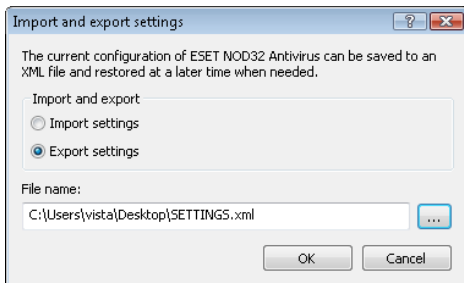 Import and export settings
The current configuration of ESET NOD32 Antivirus can be saved to an
XML file and restored at a later time when needed.
Import and export
Import settings
Export settings
File name:
C:\Users\vista\Desktop\SETTINGS.xml
...
OK
Cancel